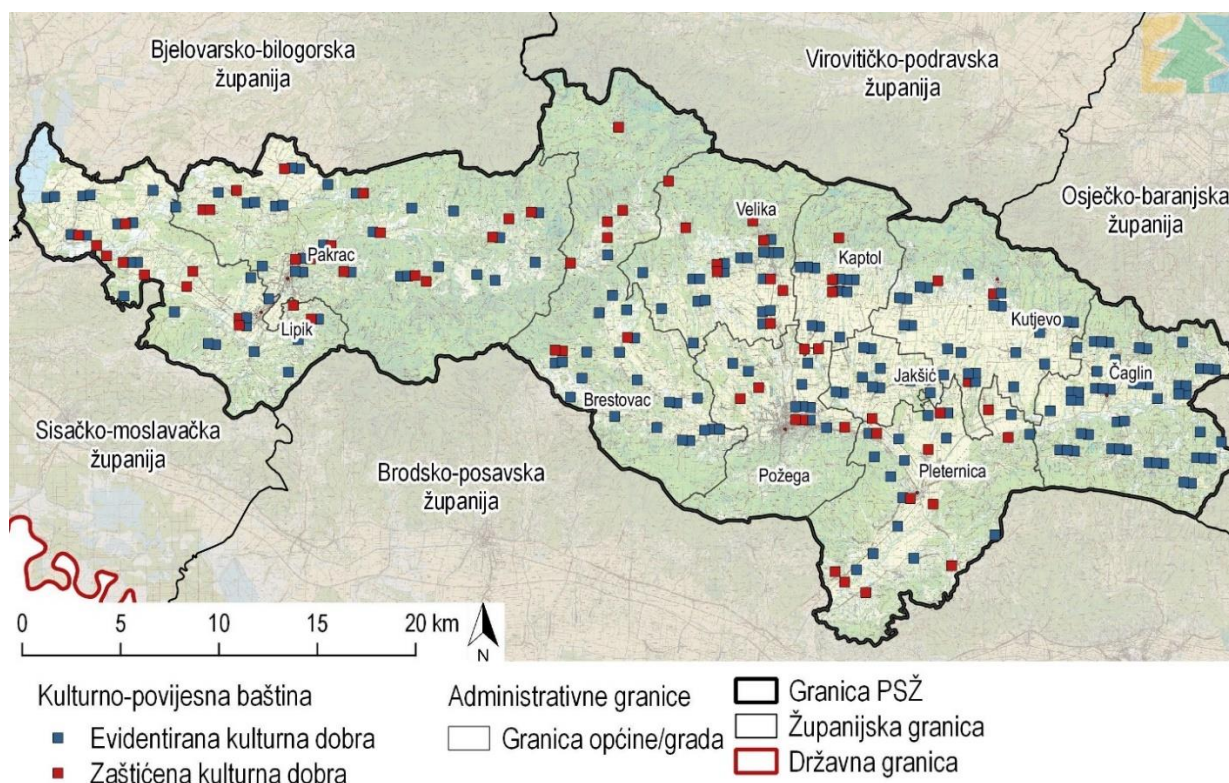 Bjelovarsko-bilogorska
županija
Virovitičko-podravska
županija
Osječko-baranjska
županija
Velika
Kaptol
Pakrac
Kutjevo
Lipik
Jakšić
Čaglin
Brestovac
Sisačko-moslavačka
županija
Brodsko-posavska
županija
Požega
Pleternica
0 5 10 15 20 km
N
Kulturno-povijesna baština
Evidentirana kulturna dobra
Zaštićena kulturna dobra
Administrativne granice
Granica općine/grada
Granica PSŽ
Županijska granica
Državna granica